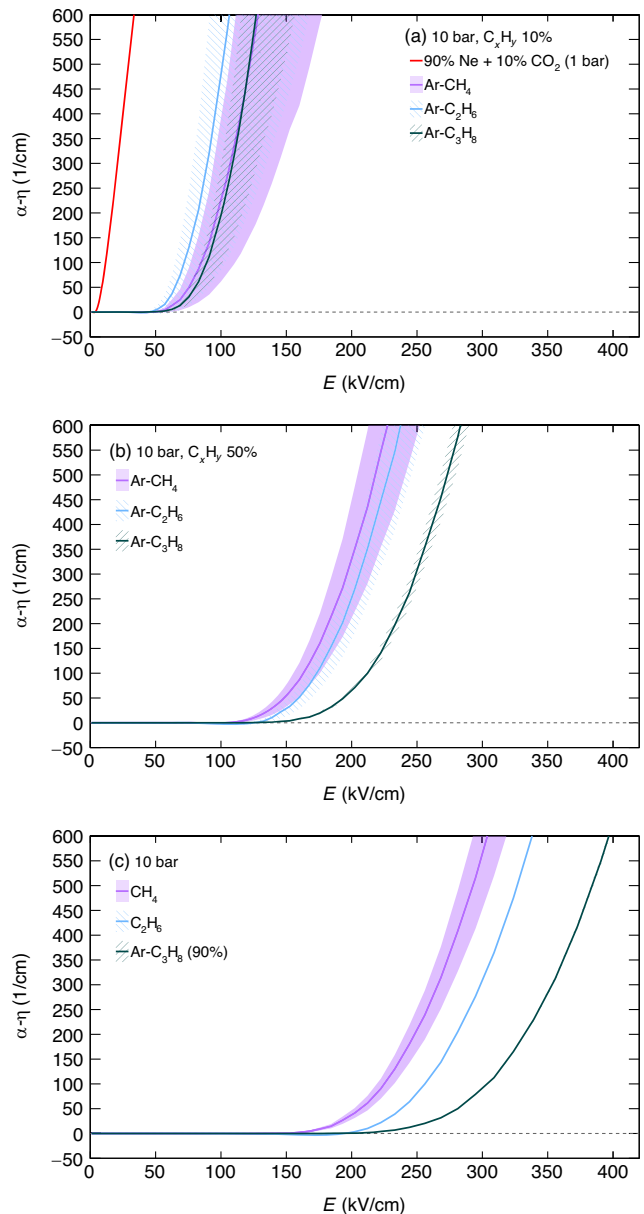 600
550
500
450
400
350
300
250
200
150
100
50
0
−50
α-η (1/cm)
(a) 10 bar, CxHy 10%
90% Ne + 10% CO2 (1 bar)
Ar-CH4
Ar-C2H6
Ar-C3H8
0 50 100 150 200 250 300 350 400
E (kV/cm)
600
550
500
450
400
350
300
250
200
150
100
50
0
−50
α-η (1/cm)
(b) 10 bar, CxHy 50%
Ar-CH4
Ar-C2H6
Ar-C3H8
0 50 100 150 200 250 300 350 400
E (kV/cm)
600
550
500
450
400
350
300
250
200
150
100
50
0
−50
α-η (1/cm)
(c) 10 bar
CH4
C2H6
Ar-C3H8 (90%)
0 50 100 150 200 250 300 350 400
E (kV/cm)